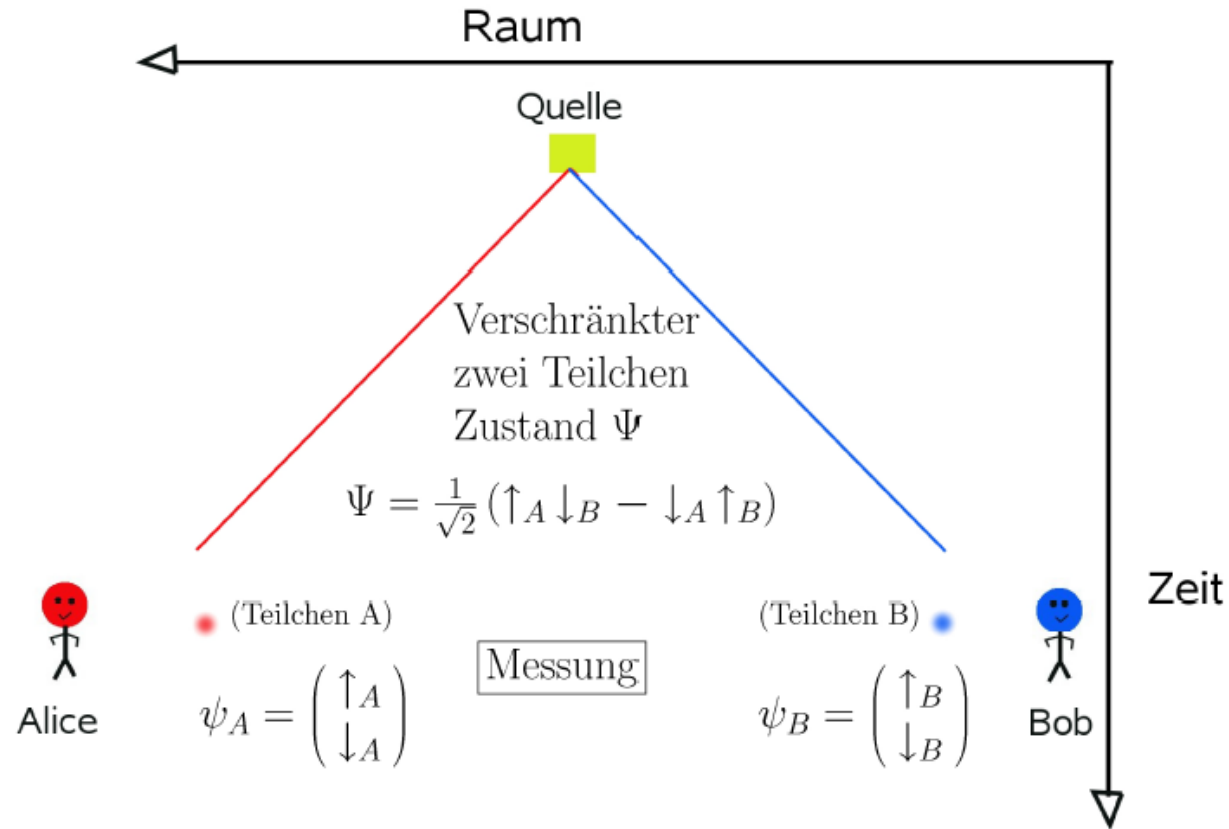 Raum
Quelle
Verschränkter
zwei Teilchen
Zustand Ψ
Ψ = 1/√2 (↑A ↓B − ↓A ↑B)
Zeit
(Teilchen A)
(Teilchen B)
Messung
ψA = ( ↑A
↓A )
ψB = ( ↑B
↓B )
Alice
Bob